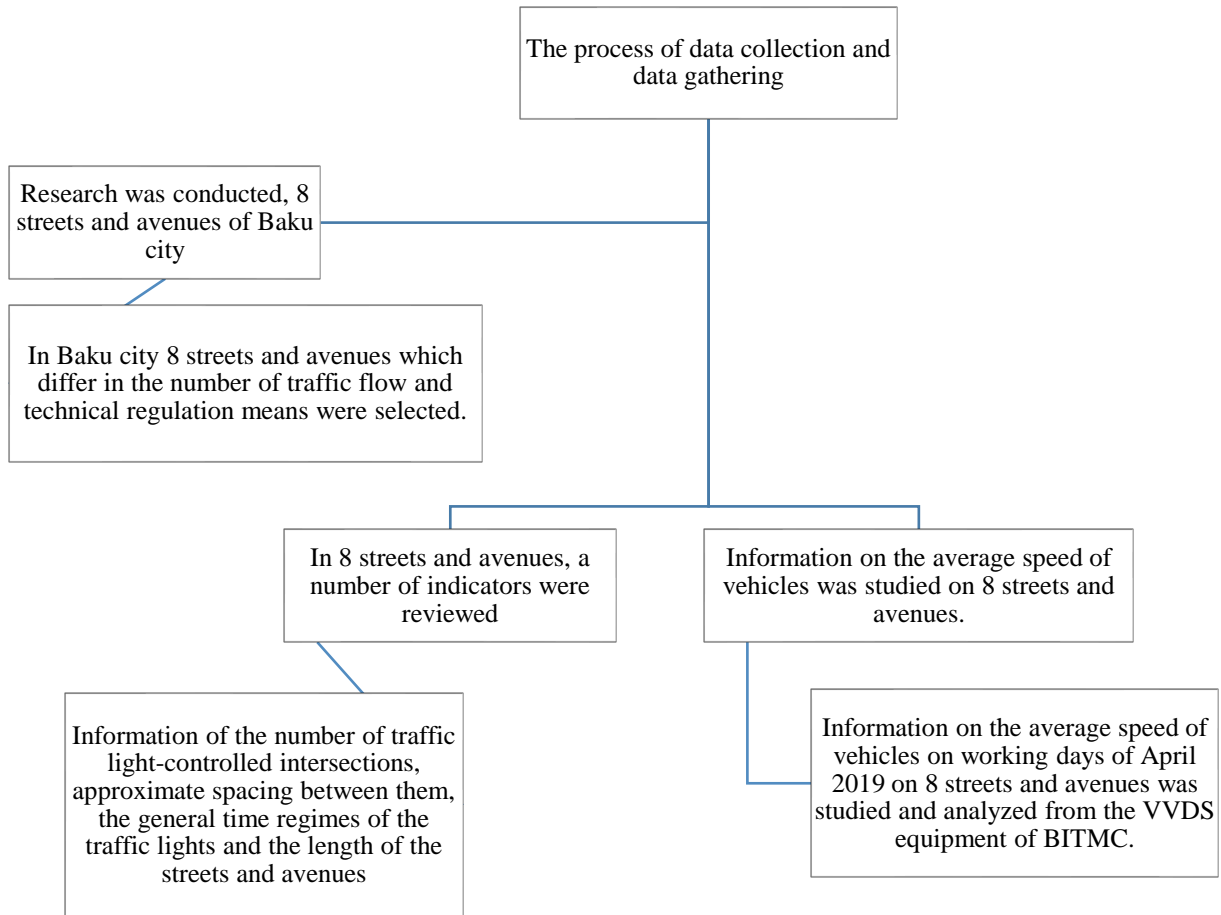 The process of data collection and
data gathering
Research was conducted, 8
streets and avenues of Baku
city
In Baku city 8 streets and avenues which
differ in the number of traffic flow and
technical regulation means were selected.
In 8 streets and avenues, a
number of indicators were
reviewed
Information on the average speed of
vehicles was studied on 8 streets and
avenues.
Information of the number of traffic
light-controlled intersections,
approximate spacing between them,
the general time regimes of the
traffic lights and the length of the
streets and avenues
Information on the average speed of
vehicles on working days of April
2019 on 8 streets and avenues was
studied and analyzed from the VVDS
equipment of BITMC.